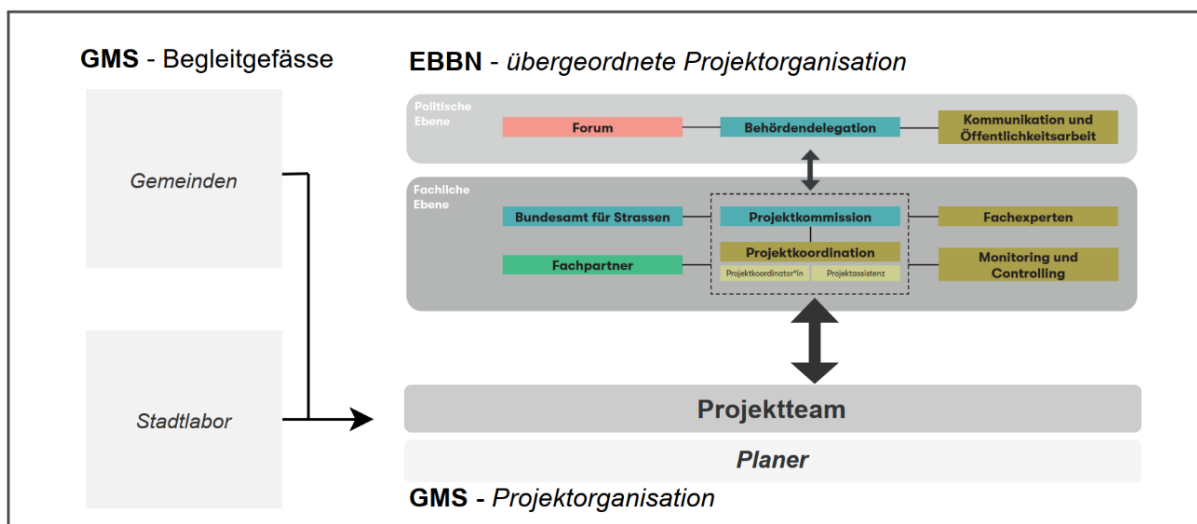 GMS - Begleitgefässe
Gemeinden
Stadtlabor
EBBN - übergeordnete Projektorganisation
Politische
Ebene
Forum
Behördendelegation
Kommunikation und
Öffentlichkeitsarbeit
Fachliche
Ebene
Bundesamt für Strassen
Projektkommission
Fachexperten
Fachpartner
Projektkoordination
Projektkoordinator*in
Projektassistenz
Monitoring und
Controlling
Projektteam
Planer
GMS - Projektorganisation